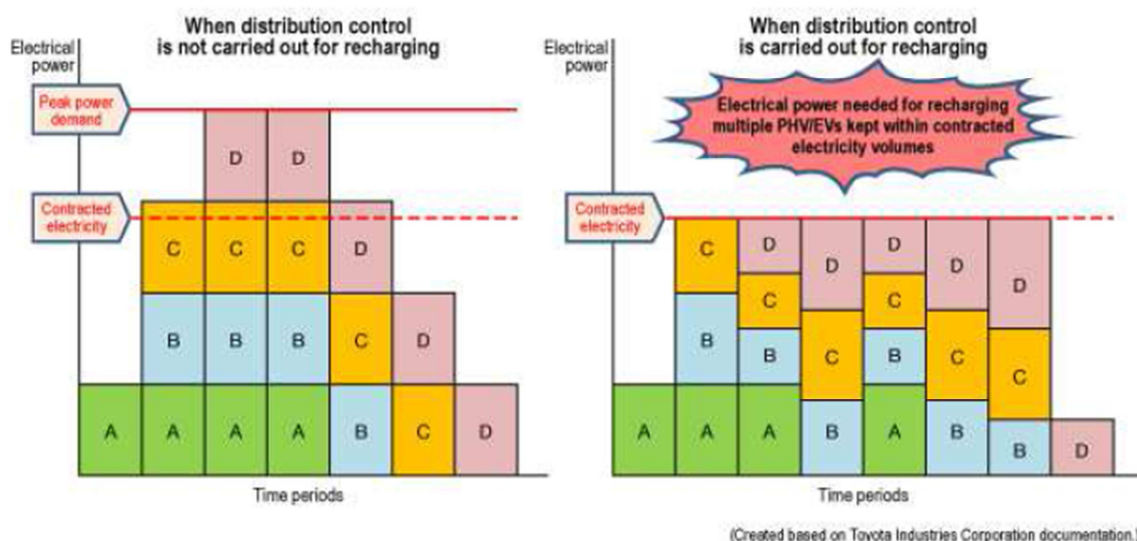 When distribution control
is not carried out for recharging
Electrical
power
Peak power
demand
D D
Contracted
electricity
C C C D
B B B C D
A A A A B C D
Time periods
When distribution control
is carried out for recharging
Electrical
power
Electrical power needed for recharging
multiple PHV/EVs kept within contracted
electricity volumes
Contracted
electricity
C D D D D D
B C C C C C
A A B B B B
A B A B D
Time periods
(Created based on Toyota Industries Corporation documentation.)